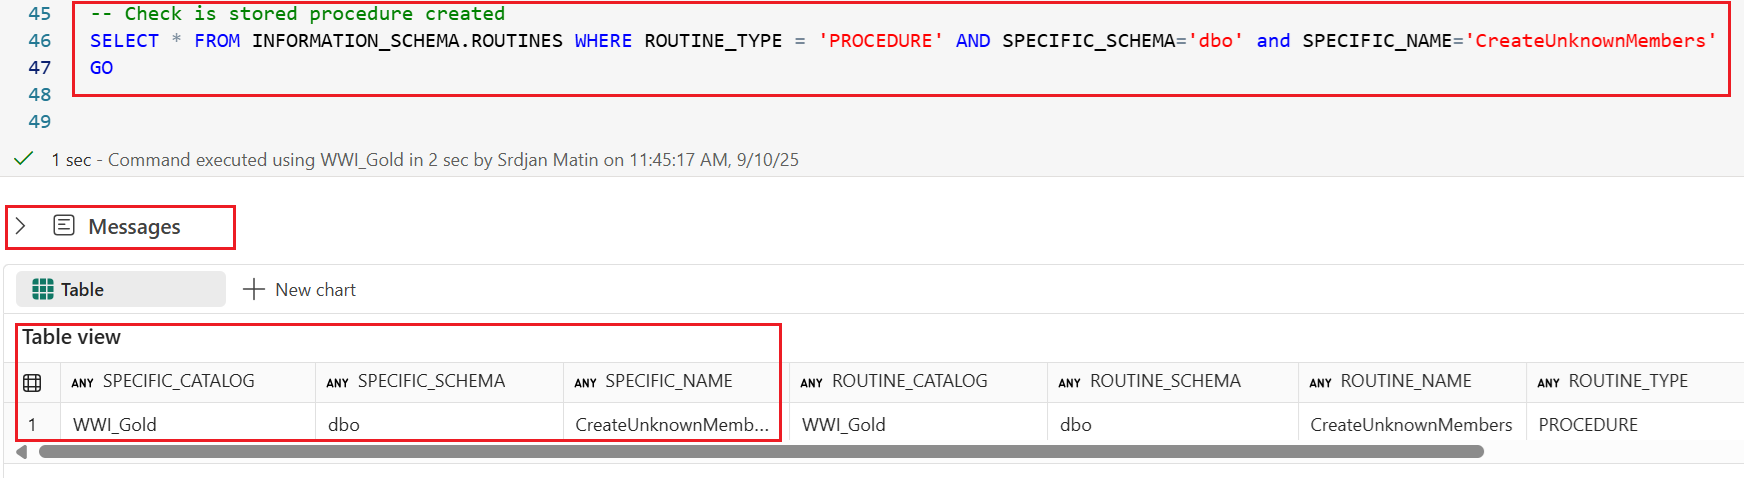 45 -- Check is stored procedure created
46 SELECT * FROM INFORMATION_SCHEMA.ROUTINES WHERE ROUTINE_TYPE = 'PROCEDURE' AND SPECIFIC_SCHEMA='dbo' and SPECIFIC_NAME='CreateUnknownMembers'
47 GO
48
49
1 sec - Command executed using WWI_Gold in 2 sec by Srdjan Matin on 11:45:17 AM, 9/10/25
Messages
Table New chart
Table view
ANY SPECIFIC_CATALOG ANY SPECIFIC_SCHEMA ANY SPECIFIC_NAME ANY ROUTINE_CATALOG ANY ROUTINE_SCHEMA ANY ROUTINE_NAME ANY ROUTINE_TYPE
1 WWI_Gold dbo CreateUnknownMemb... WWI_Gold dbo CreateUnknownMembers PROCEDURE